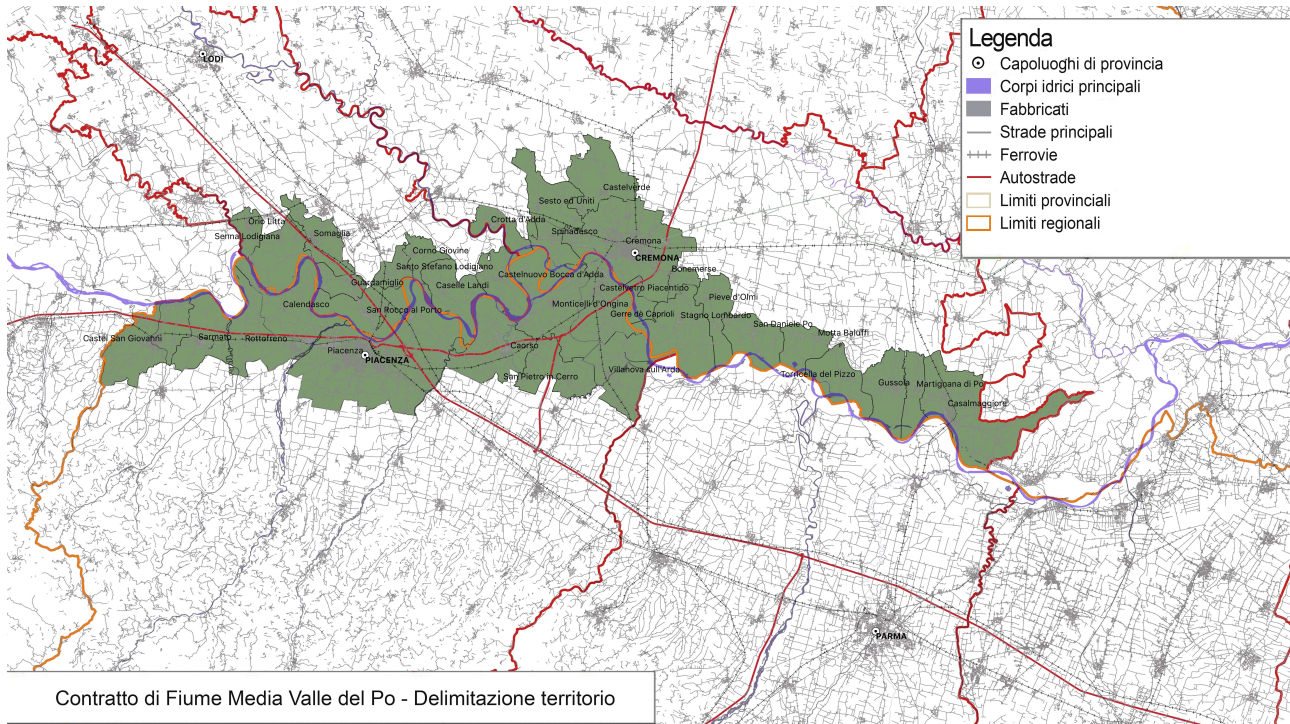 Legenda
Capoluoghi di provincia
Corpi idrici principali
Fabbricati
Strade principali
Ferrovie
Autostrade
Limiti provinciali
Limiti regionali
LODI
Castelverde
Sesto ed Uniti
Crotta d'Adda
Orio Litta
Senna Lodigiana
Somaglia
Spinadesco
Cremona
CREMONA
Corno Giovine
Santo Stefano Lodigiano
Bonemerse
Castelnuovo Bocca d'Adda
Guardamiglio
Caselle Landi
Castelvetro Piacentino
Pieve d'Olmi
Calendasco
San Rocco al Porto
Monticelli d'Ongina
Gerre de Caprioli
Stagno Lombardo
San Daniele Po
Motta Baluffi
Castel San Giovanni
Sarmato
Rottofreno
Caorso
Piacenza
PIACENZA
Villanova sull'Arda
San Pietro in Cerro
Torricella del Pizzo
Gussola
Martignana di Po
Casalmaggiore
PARMA
Contratto di Fiume Media Valle del Po - Delimitazione territorio